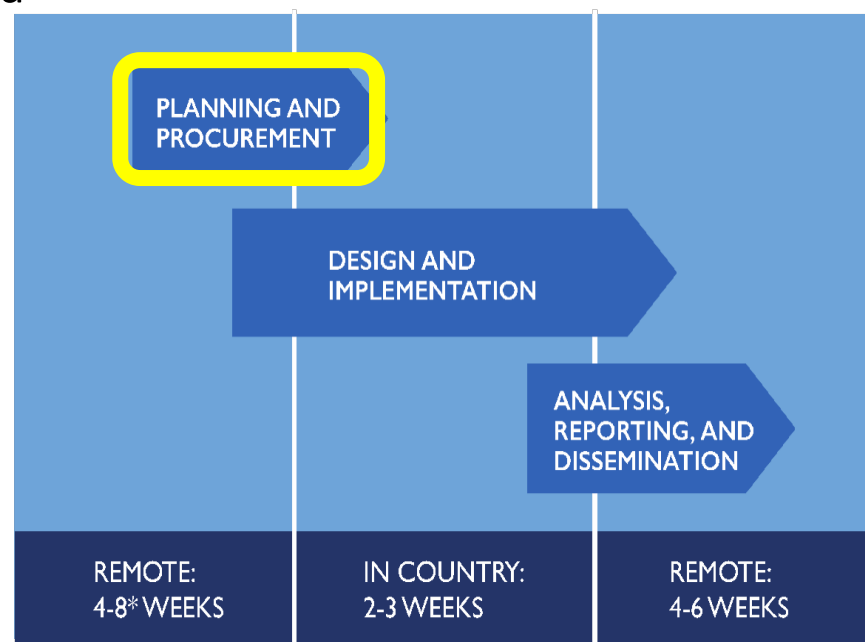 PLANNING AND
PROCUREMENT
DESIGN AND
IMPLEMENTATION
ANALYSIS,
REPORTING, AND
DISSEMINATION
REMOTE:
4-8* WEEKS
IN COUNTRY:
2-3 WEEKS
REMOTE:
4-6 WEEKS